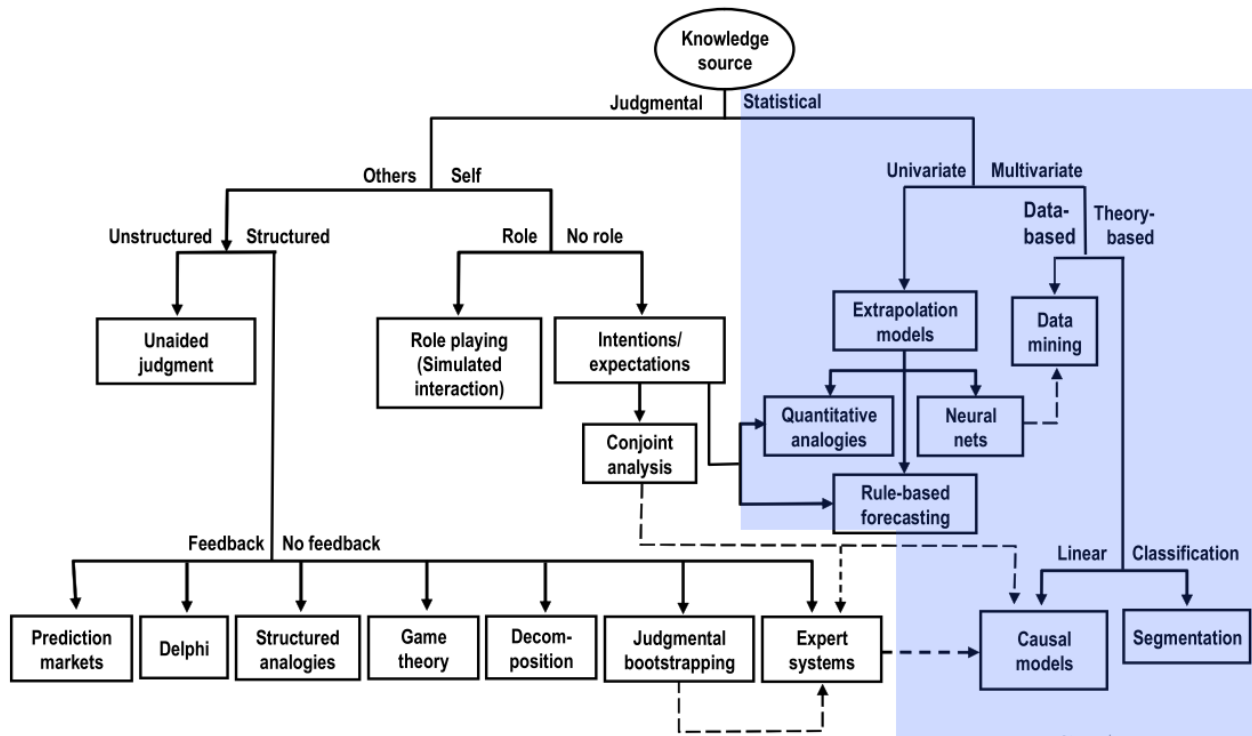 Knowledge
source
Judgmental
Statistical
Others
Self
Univariate
Multivariate
Unstructured
Structured
Role
No role
Data-
based
Theory-
based
Unaided
judgment
Role playing
(Simulated
interaction)
Intentions/
expectations
Extrapolation
models
Data
mining
Conjoint
analysis
Quantitative
analogies
Neural
nets
Rule-based
forecasting
Feedback
No feedback
Linear
Classification
Prediction
markets
Delphi
Structured
analogies
Game
theory
Decom-
position
Judgmental
bootstrapping
Expert
systems
Causal
models
Segmentation